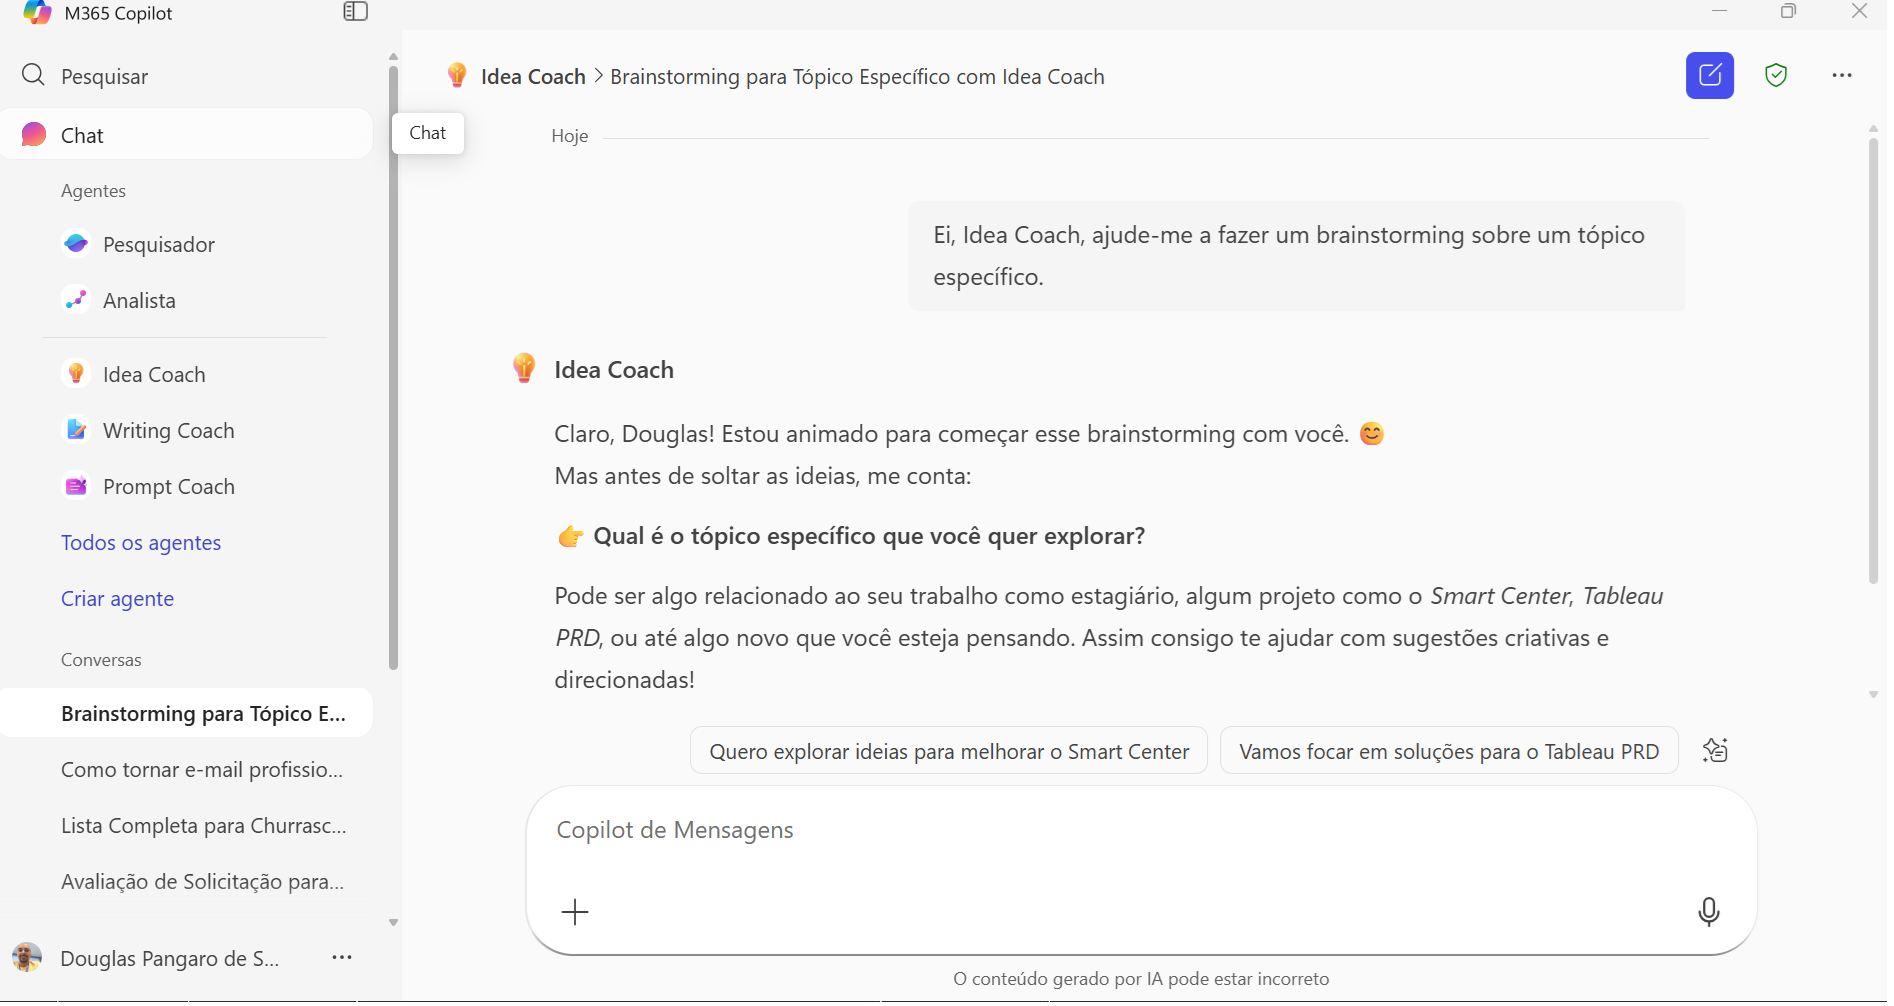 M365 Copilot
Pesquisar
Chat
Agentes
Pesquisador
Analista
Idea Coach
Writing Coach
Prompt Coach
Todos os agentes
Criar agente
Conversas
Brainstorming para Tópico E...
Como tornar e-mail profissio...
Lista Completa para Churrasc...
Avaliação de Solicitação para...
Douglas Pangaro de S...
Chat
Idea Coach > Brainstorming para Tópico Específico com Idea Coach
Hoje
Ei, Idea Coach, ajude-me a fazer um brainstorming sobre um tópico
específico.
Idea Coach
Claro, Douglas! Estou animado para começar esse brainstorming com você. 😊
Mas antes de soltar as ideias, me conta:
👉 Qual é o tópico específico que você quer explorar?
Pode ser algo relacionado ao seu trabalho como estagiário, algum projeto como o Smart Center, Tableau
PRD, ou até algo novo que você esteja pensando. Assim consigo te ajudar com sugestões criativas e
direcionadas!
Quero explorar ideias para melhorar o Smart Center
Vamos focar em soluções para o Tableau PRD
Copilot de Mensagens
O conteúdo gerado por IA pode estar incorreto